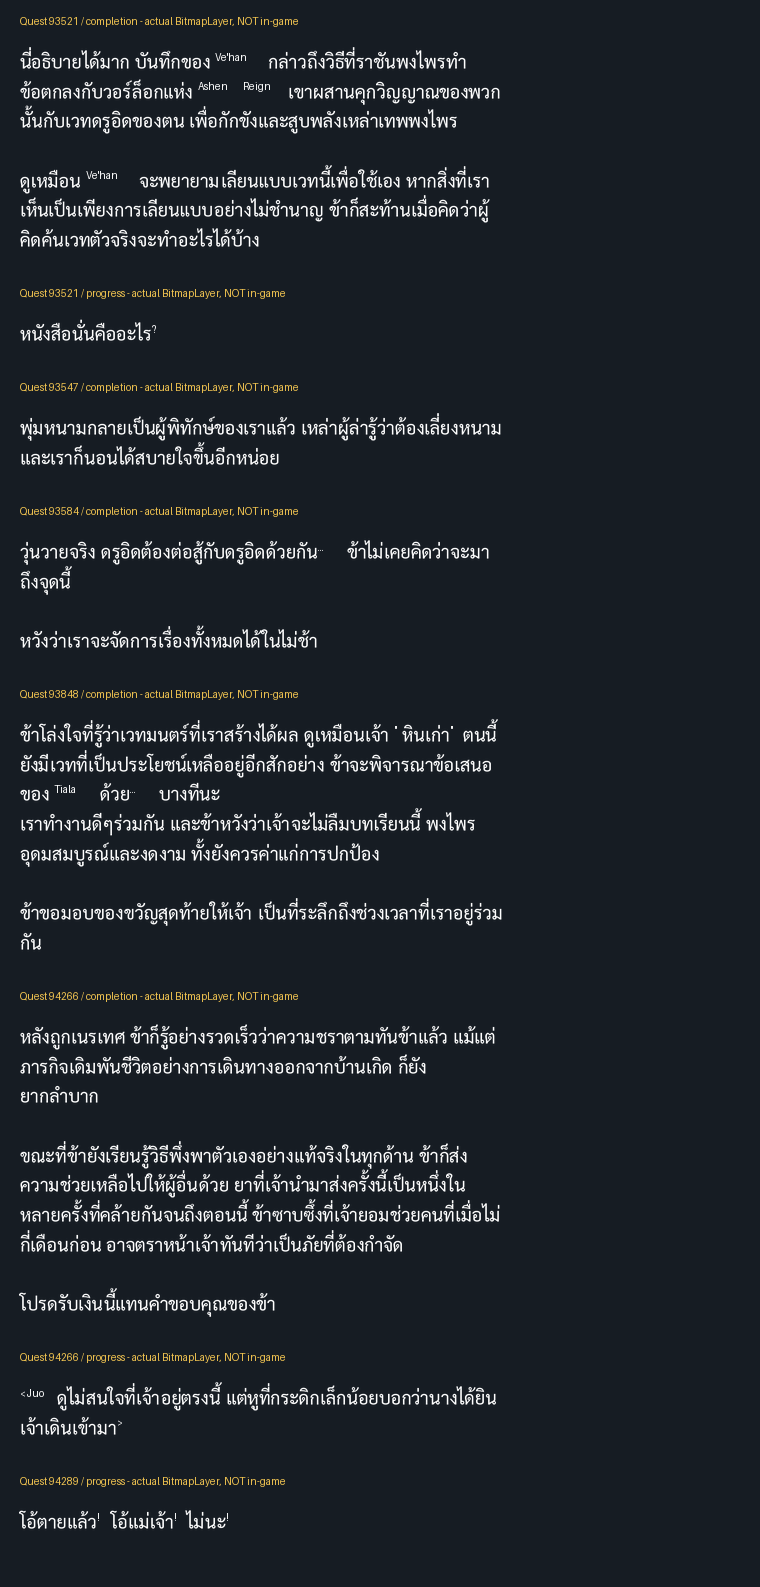 Quest 93521 / completion - actual BitmapLayer, NOT in-game
นี่อธิบายได้มาก บันทึกของ Ve'han กล่าวถึงวิธีที่ราชันพงไพรทำ
ข้อตกลงกับวอร์ล็อกแห่ง Ashen Reign เขาผสานคุกวิญญาณของพวก
นั้นกับเวทดรูอิดของตน เพื่อกักขังและสูบพลังเหล่าเทพพงไพร
ดูเหมือน Ve'han จะพยายามเลียนแบบเวทนี้เพื่อใช้เอง หากสิ่งที่เรา
เห็นเป็นเพียงการเลียนแบบอย่างไม่ชำนาญ ข้าก็สะท้านเมื่อคิดว่าผู้
คิดค้นเวทตัวจริงจะทำอะไรได้บ้าง
Quest 93521 / progress - actual BitmapLayer, NOT in-game
หนังสือนั่นคืออะไร?
Quest 93547 / completion - actual BitmapLayer, NOT in-game
พุ่มหนามกลายเป็นผู้พิทักษ์ของเราแล้ว เหล่าผู้ล่ารู้ว่าต้องเลี่ยงหนาม
และเราก็นอนได้สบายใจขึ้นอีกหน่อย
Quest 93584 / completion - actual BitmapLayer, NOT in-game
วุ่นวายจริง ดรูอิดต้องต่อสู้กับดรูอิดด้วยกัน... ข้าไม่เคยคิดว่าจะมา
ถึงจุดนี้
หวังว่าเราจะจัดการเรื่องทั้งหมดได้ในไม่ช้า
Quest 93848 / completion - actual BitmapLayer, NOT in-game
ข้าโล่งใจที่รู้ว่าเวทมนตร์ที่เราสร้างได้ผล ดูเหมือนเจ้า 'หินเก่า' ตนนี้
ยังมีเวทที่เป็นประโยชน์เหลืออยู่อีกสักอย่าง ข้าจะพิจารณาข้อเสนอ
ของ Tiala ด้วย... บางทีนะ
เราทำงานดีๆร่วมกัน และข้าหวังว่าเจ้าจะไม่ลืมบทเรียนนี้ พงไพร
อุดมสมบูรณ์และงดงาม ทั้งยังควรค่าแก่การปกป้อง
ข้าขอมอบของขวัญสุดท้ายให้เจ้า เป็นที่ระลึกถึงช่วงเวลาที่เราอยู่ร่วม
กัน
Quest 94266 / completion - actual BitmapLayer, NOT in-game
หลังถูกเนรเทศ ข้าก็รู้อย่างรวดเร็วว่าความชราตามทันข้าแล้ว แม้แต่
ภารกิจเดิมพันชีวิตอย่างการเดินทางออกจากบ้านเกิด ก็ยัง
ยากลำบาก
ขณะที่ข้ายังเรียนรู้วิธีพึ่งพาตัวเองอย่างแท้จริงในทุกด้าน ข้าก็ส่ง
ความช่วยเหลือไปให้ผู้อื่นด้วย ยาที่เจ้านำมาส่งครั้งนี้เป็นหนึ่งใน
หลายครั้งที่คล้ายกันจนถึงตอนนี้ ข้าซาบซึ้งที่เจ้ายอมช่วยคนที่เมื่อไม่
กี่เดือนก่อน อาจตราหน้าเจ้าทันทีว่าเป็นภัยที่ต้องกำจัด
โปรดรับเงินนี้แทนคำขอบคุณของข้า
Quest 94266 / progress - actual BitmapLayer, NOT in-game
<Juo ดูไม่สนใจที่เจ้าอยู่ตรงนี้ แต่หูที่กระดิกเล็กน้อยบอกว่านางได้ยิน
เจ้าเดินเข้ามา>
Quest 94289 / progress - actual BitmapLayer, NOT in-game
โอ้ตายแล้ว! โอ้แม่เจ้า! ไม่นะ!